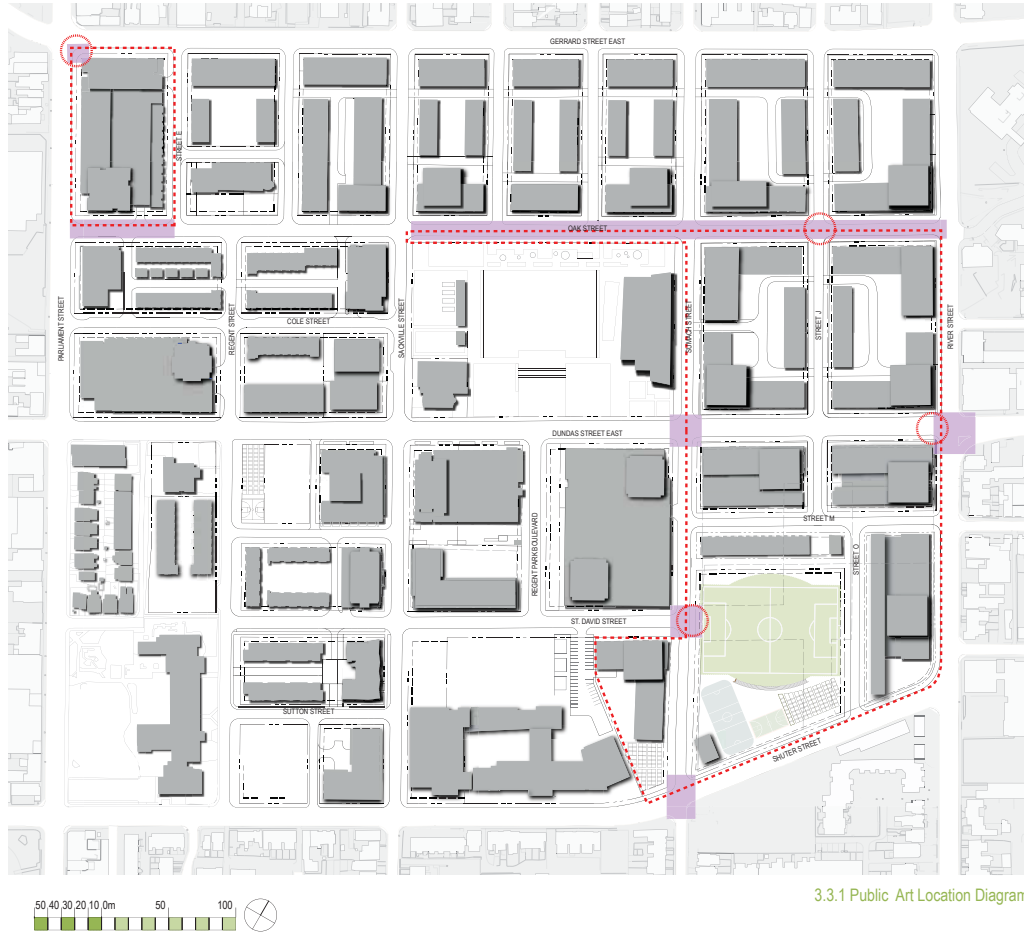 GERRARD STREET EAST
STREET E
OAK STREET
PARLIAMENT STREET
REGENT STREET
COLE STREET
SACKVILLE STREET
SUMACH STREET
STREET J
RIVER STREET
DUNDAS STREET EAST
REGENT PARK BOULEVARD
STREET M
STREET O
ST. DAVID STREET
SUTTON STREET
SHUTER STREET
3.3.1 Public Art Location Diagram
50 40 30 20 10 0m 50 100